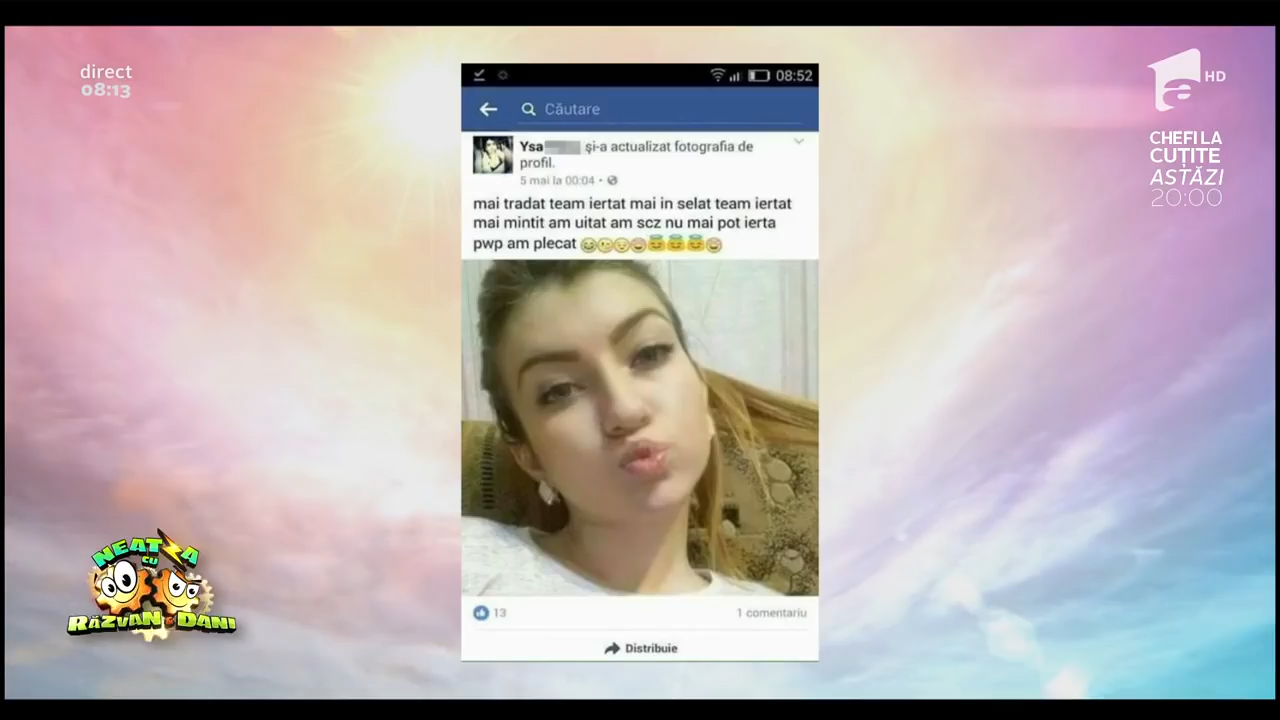 direct
08:13
HD
CHEFI LA
CUȚITE
ASTĂZI
20:00
08:52
Căutare
Ysa și-a actualizat fotografia de
profil.
5 mai la 00:04
mai tradat team iertat mai in selat team iertat
mai mintit am uitat am scz nu mai pot ierta
pwp am plecat
13
1 comentariu
Distribuie
NEATZA
CU
RĂZVAN & DANI